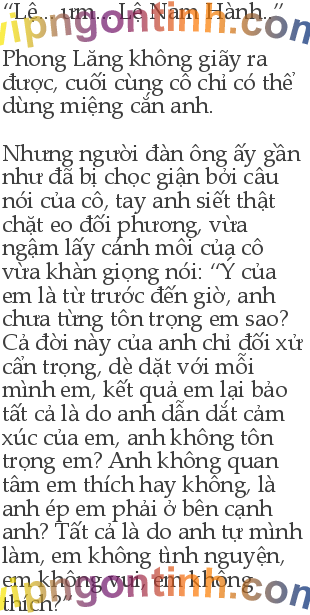 “Lệ... ưm... Lệ Nam Hành..”
vipngontinh.com
Phong Lăng không giãy ra
được, cuối cùng cô chỉ có thể
dùng miệng cắn anh.
Nhưng người đàn ông ấy gần
như đã bị chọc giận bởi câu
nói của cô, tay anh siết thật
chặt eo đối phương, vừa
ngậm lấy cánh môi của cô
vừa khàn giọng nói: “Ý của
em là từ trước đến giờ, anh
chưa từng tôn trọng em sao?
Cả đời này của anh chỉ đối xử
cẩn trọng, dè dặt với mỗi
mình em, kết quả em lại bảo
tất cả là do anh dẫn dắt cảm
xúc của em, anh không tôn
trọng em? Anh không quan
tâm em thích hay không, là
anh ép em phải ở bên cạnh
anh? Tất cả là do anh tự mình
làm, em không tình nguyện,
em không vui, em không
vipngontinh.com
thích?”